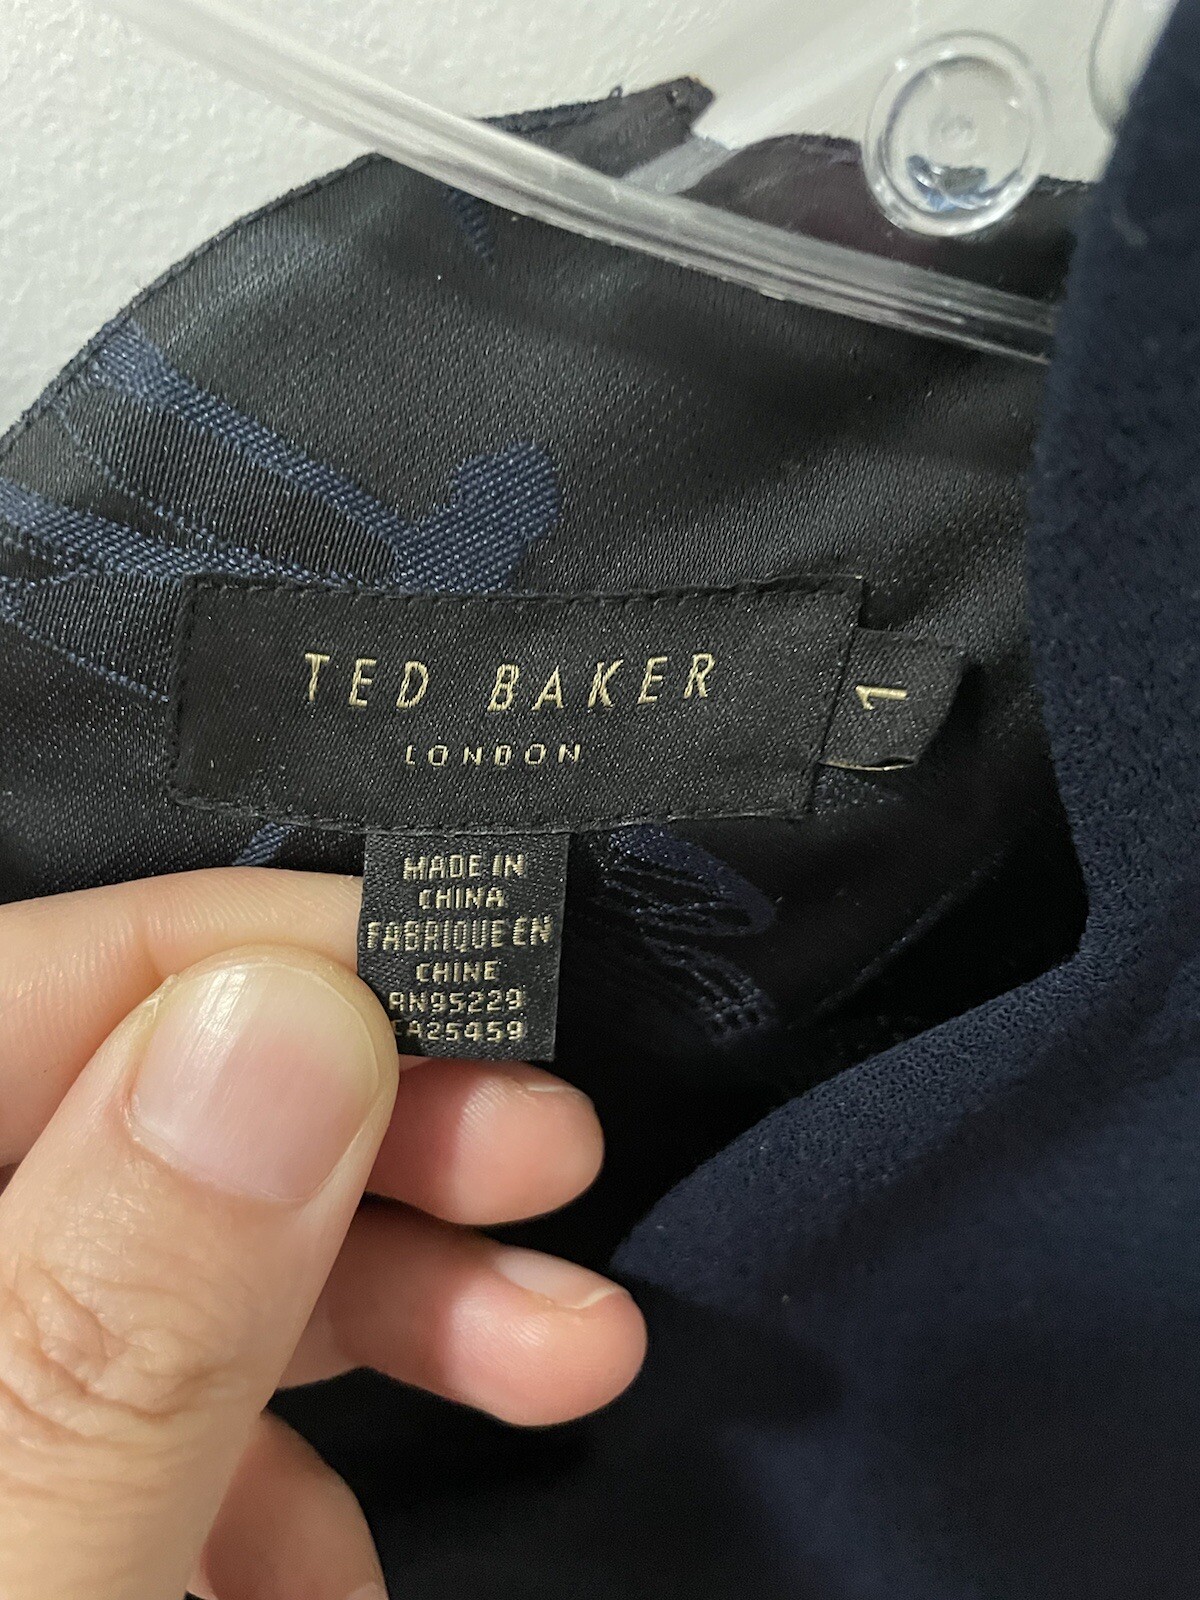 TED BAKER
LONDON
1
MADE IN
CHINA
FABRIQUE EN
CHINE
RN95229
CA25459